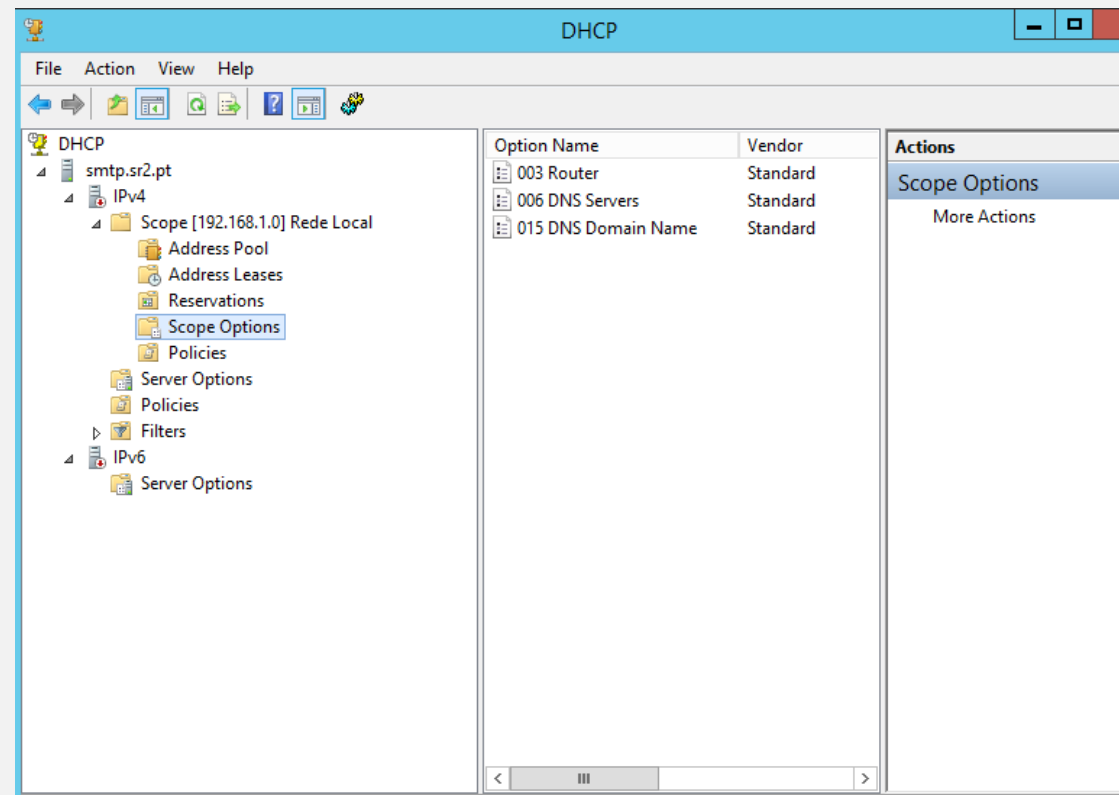 DHCP
File Action View Help
DHCP
smtp.sr2.pt
IPv4
Scope [192.168.1.0] Rede Local
Address Pool
Address Leases
Reservations
Scope Options
Policies
Server Options
Policies
Filters
IPv6
Server Options
Option Name Vendor
003 Router Standard
006 DNS Servers Standard
015 DNS Domain Name Standard
Actions
Scope Options
More Actions